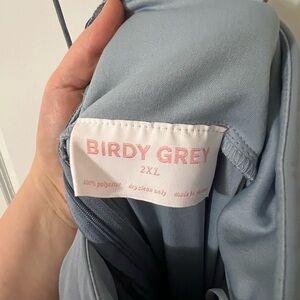 BIRDY GREY
2XL
100% polyester dry clean only made in